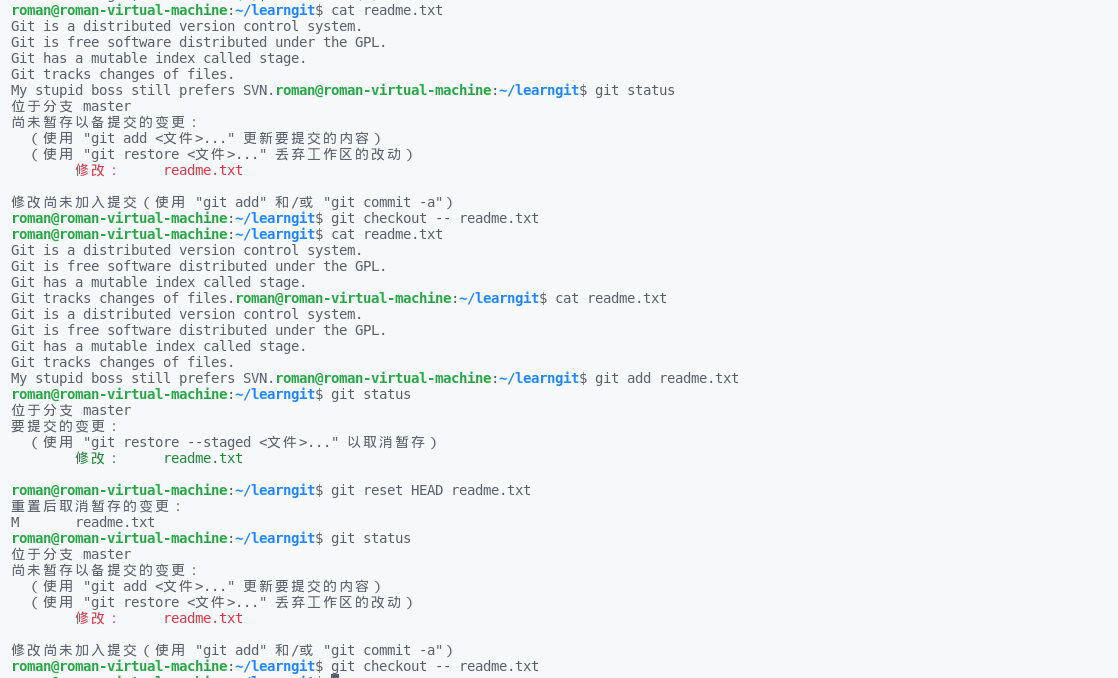 roman@roman-virtual-machine:~/learngit$ cat readme.txt
Git is a distributed version control system.
Git is free software distributed under the GPL.
Git has a mutable index called stage.
Git tracks changes of files.
My stupid boss still prefers SVN.roman@roman-virtual-machine:~/learngit$ git status
位于分支 master
尚未暂存以备提交的变更：
  （使用 "git add <文件>..." 更新要提交的内容）
  （使用 "git restore <文件>..." 丢弃工作区的改动）
        修改：     readme.txt

修改尚未加入提交（使用 "git add" 和/或 "git commit -a"）
roman@roman-virtual-machine:~/learngit$ git checkout -- readme.txt
roman@roman-virtual-machine:~/learngit$ cat readme.txt
Git is a distributed version control system.
Git is free software distributed under the GPL.
Git has a mutable index called stage.
Git tracks changes of files.roman@roman-virtual-machine:~/learngit$ cat readme.txt
Git is a distributed version control system.
Git is free software distributed under the GPL.
Git has a mutable index called stage.
Git tracks changes of files.
My stupid boss still prefers SVN.roman@roman-virtual-machine:~/learngit$ git add readme.txt
roman@roman-virtual-machine:~/learngit$ git status
位于分支 master
要提交的变更：
  （使用 "git restore --staged <文件>..." 以取消暂存）
        修改：     readme.txt

roman@roman-virtual-machine:~/learngit$ git reset HEAD readme.txt
重置后取消暂存的变更：
M       readme.txt
roman@roman-virtual-machine:~/learngit$ git status
位于分支 master
尚未暂存以备提交的变更：
  （使用 "git add <文件>..." 更新要提交的内容）
  （使用 "git restore <文件>..." 丢弃工作区的改动）
        修改：     readme.txt

修改尚未加入提交（使用 "git add" 和/或 "git commit -a"）
roman@roman-virtual-machine:~/learngit$ git checkout -- readme.txt